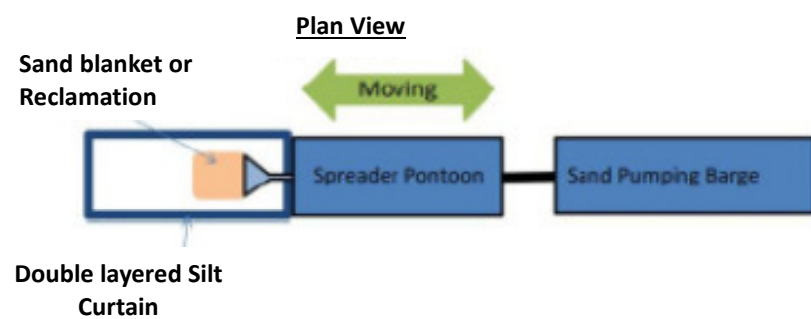 Plan View
Sand blanket or
Reclamation
Moving
Spreader Pontoon
Sand Pumping Barge
Double layered Silt
Curtain